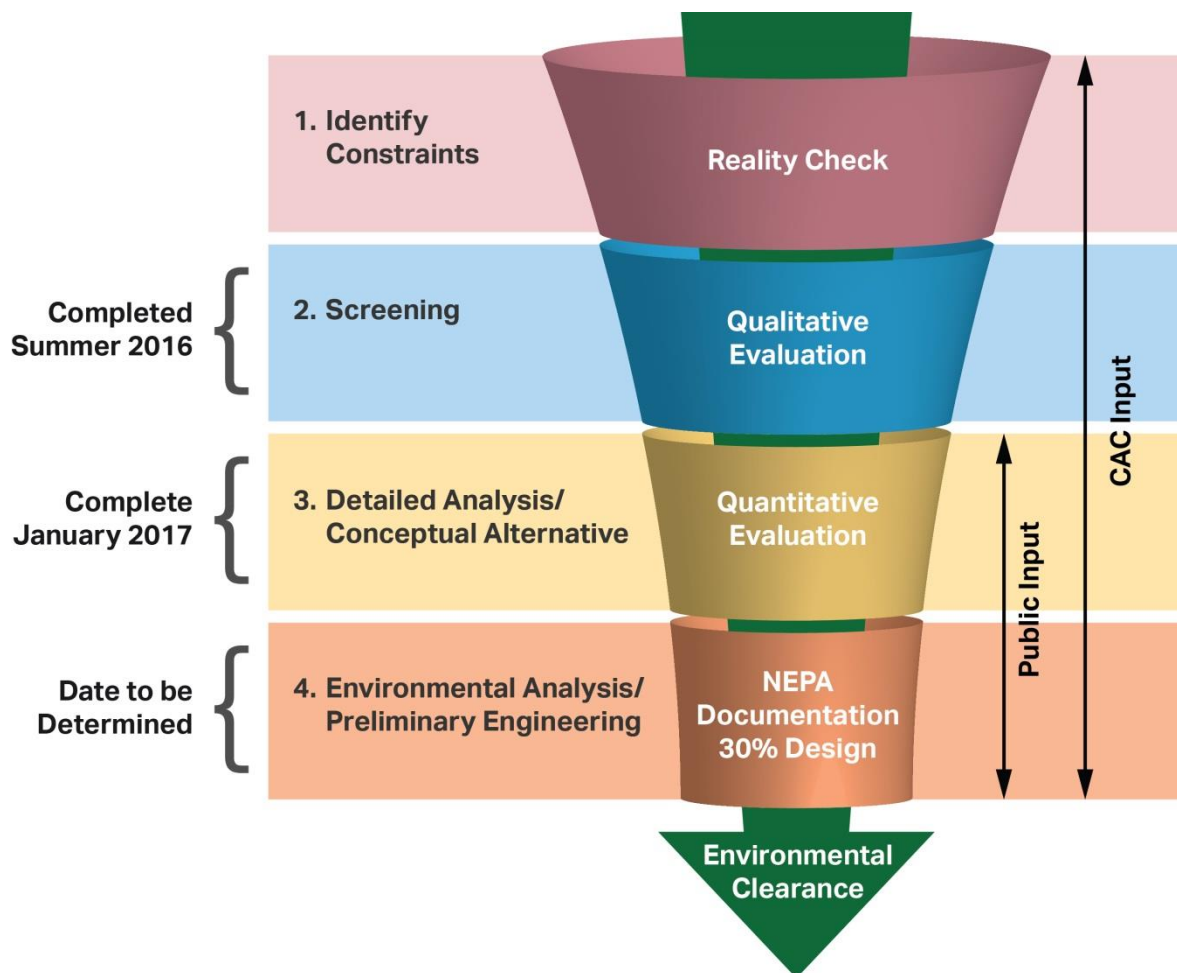 1. Identify
Constraints
Reality Check
Completed
Summer 2016
2. Screening
Qualitative
Evaluation
CAC Input
Complete
January 2017
3. Detailed Analysis/
Conceptual Alternative
Quantitative
Evaluation
Public Input
Date to be
Determined
4. Environmental Analysis/
Preliminary Engineering
NEPA
Documentation
30% Design
Environmental
Clearance